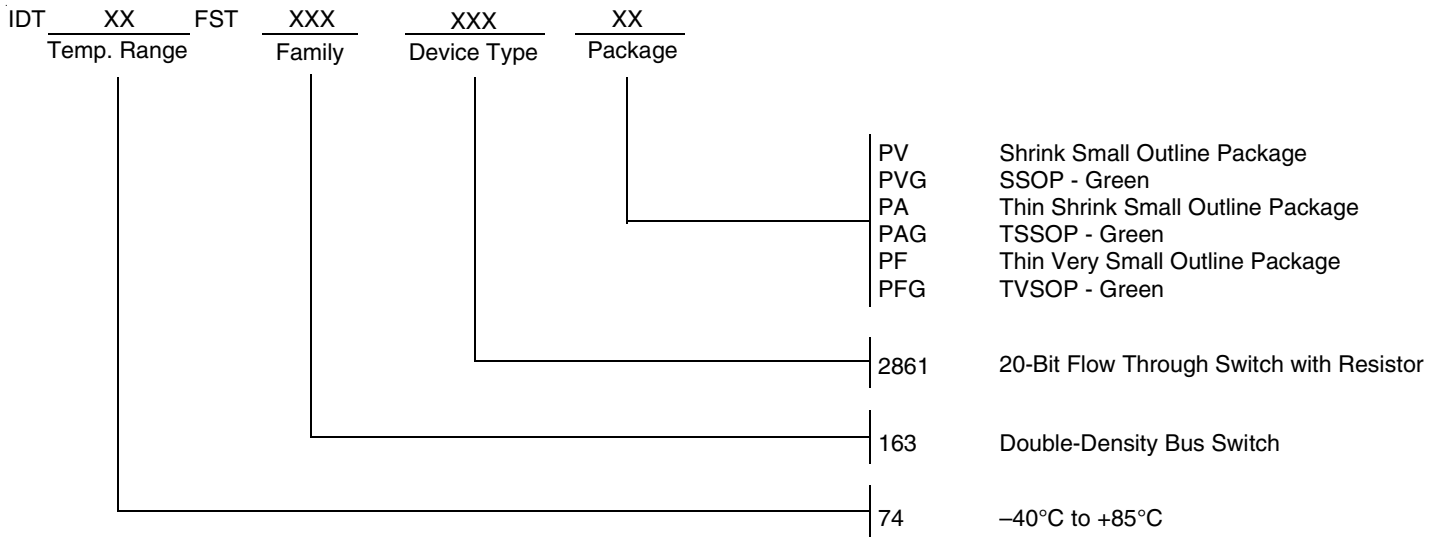 IDT XX FST XXX XXX XX
Temp. Range Family Device Type Package
PV Shrink Small Outline Package
PVG SSOP - Green
PA Thin Shrink Small Outline Package
PAG TSSOP - Green
PF Thin Very Small Outline Package
PFG TVSOP - Green
2861 20-Bit Flow Through Switch with Resistor
163 Double-Density Bus Switch
74 –40°C to +85°C